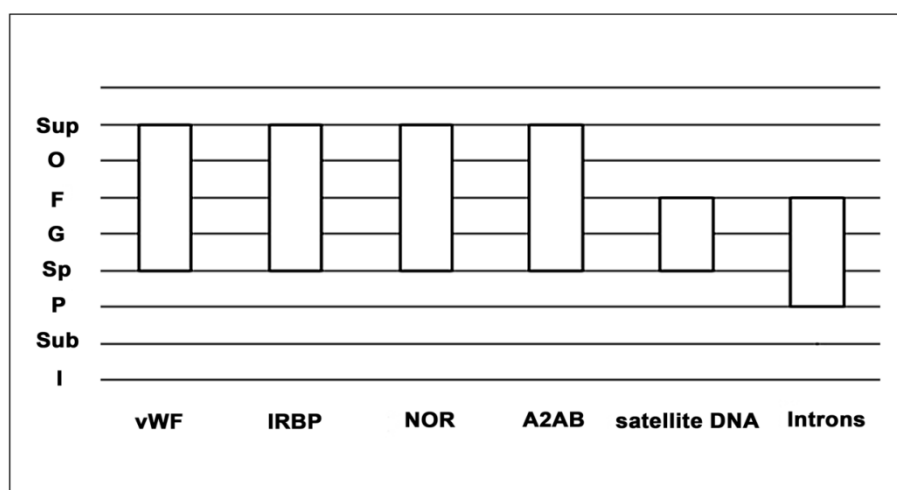 Sup
O
F
G
Sp
P
Sub
I
vWF IRBP NOR A2AB satellite DNA Introns